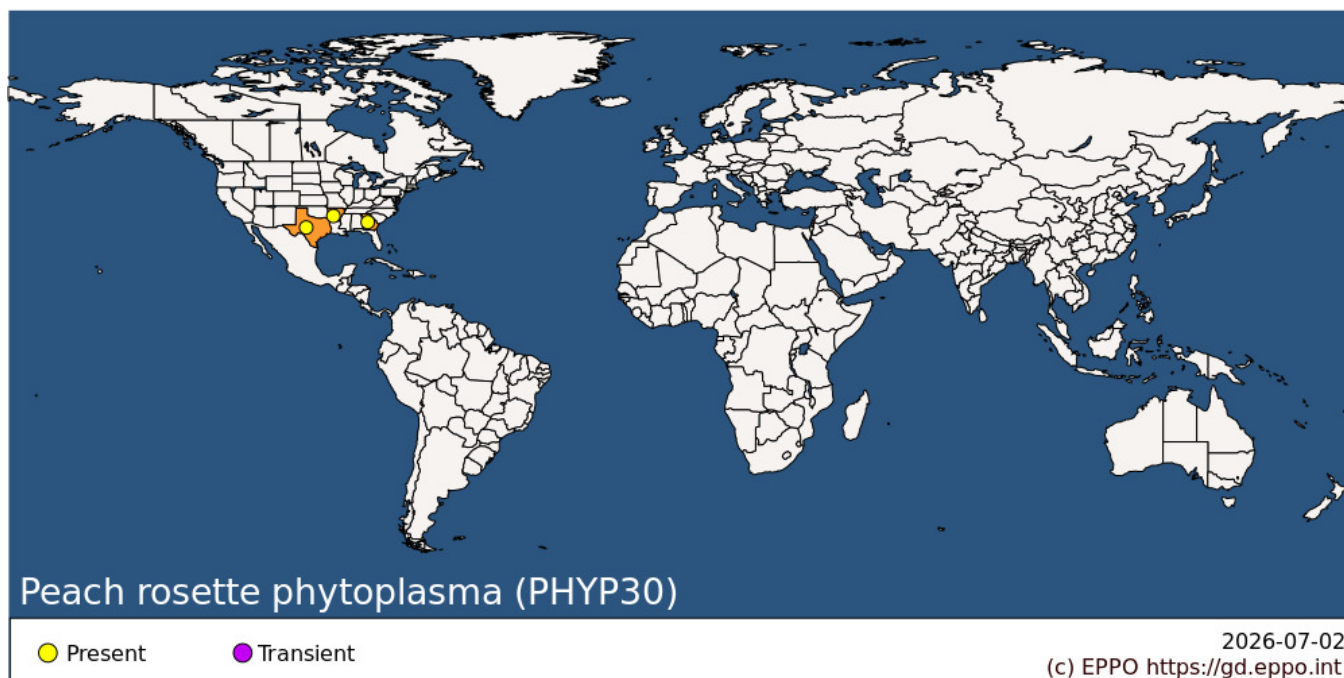 Peach rosette phytoplasma (PHYP30)
Present
Transient
2026-07-02
(c) EPPO https://gd.eppo.int